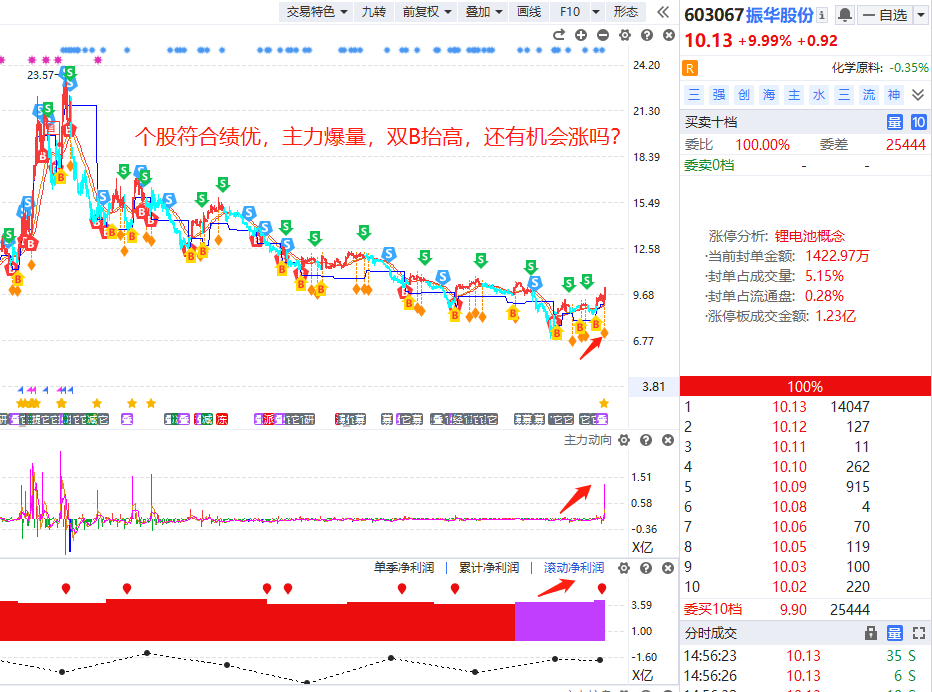 交易特色 九转 前复权 叠加 画线 F10 形态
603067 振华股份 自选
10.13 +9.99% +0.92
R 化学原料: -0.35%
三 强 创 海 主 水 三 流 神
买卖十档 量 10
委比 100.00% 委差 25444
委卖0档 - -
24.20
23.57
21.30
个股符合绩优，主力爆量，双B抬高，还有机会涨吗?
18.39
15.49
12.58
9.68
6.77
3.81
涨停分析: 锂电池概念
·当前封单金额: 1422.97万
·封单占成交量: 5.15%
·封单占流通盘: 0.28%
·涨停板成交金额: 1.23亿
100%
1 10.13 14047
2 10.12 127
3 10.11 11
4 10.10 262
5 10.09 915
6 10.08 4
7 10.06 70
8 10.05 119
9 10.03 100
10 10.02 220
委买10档 9.90 25444
分时成交 量
14:56:23 10.13 35 S
14:56:26 10.13 6 S
主力动向
1.51
0.58
-0.36
X亿
单季净利润 累计净利润 滚动净利润
3.59
1.00
-1.60
X亿